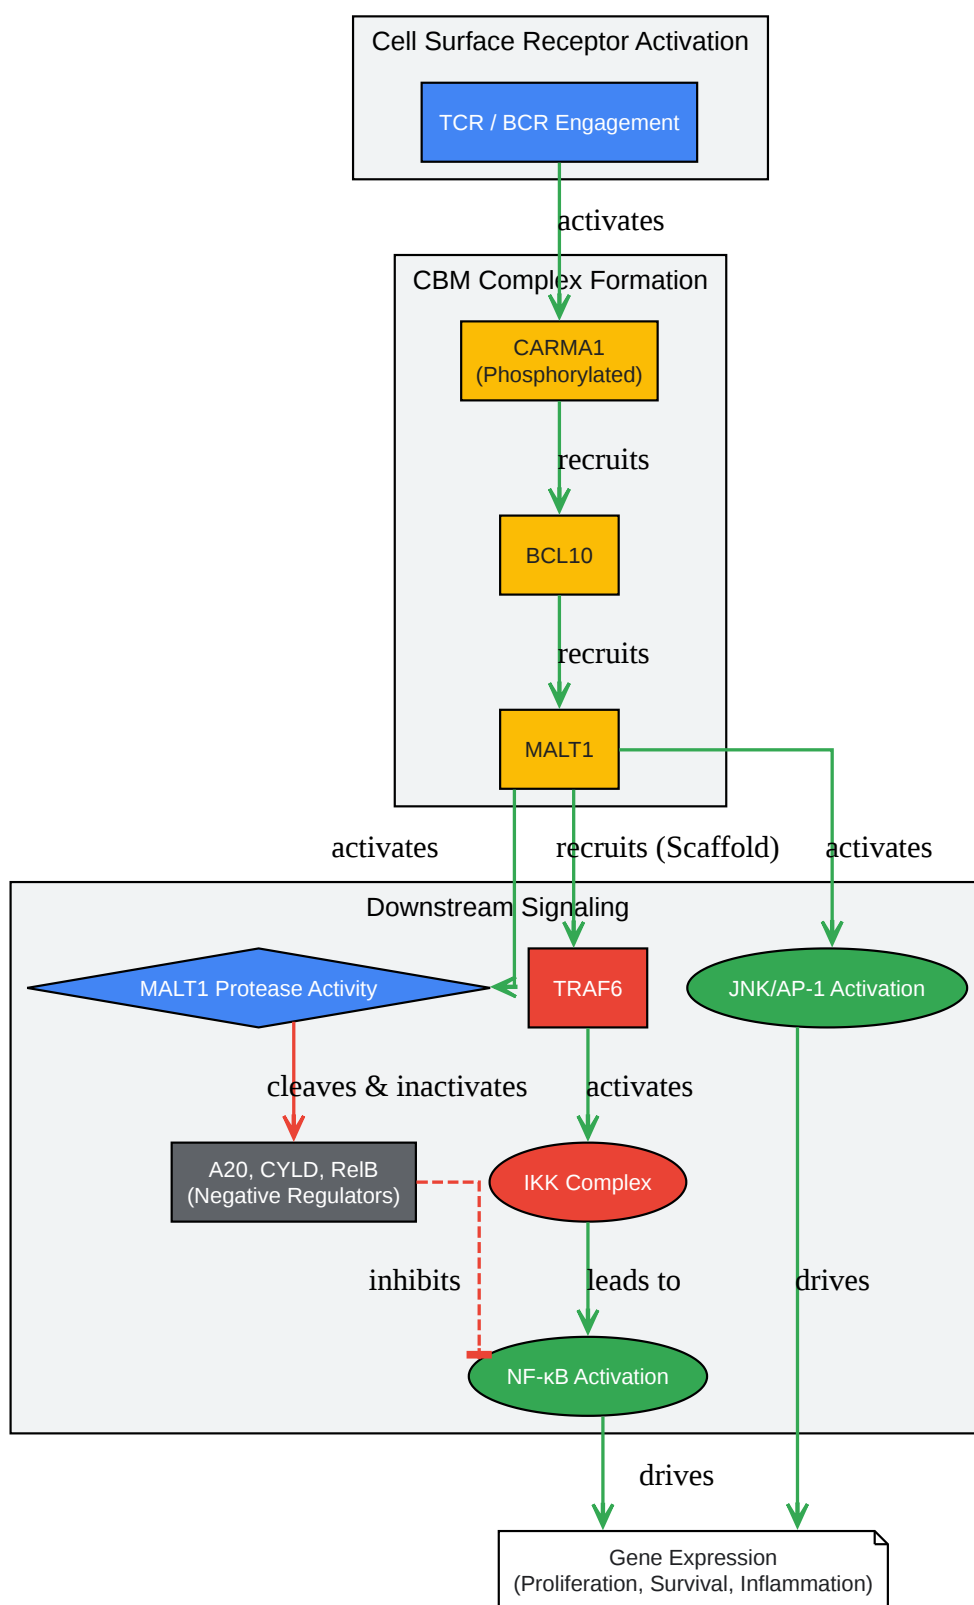 Cell Surface Receptor Activation
TCR / BCR Engagement
activates
CBM Complex Formation
CARMA1
(Phosphorylated)
recruits
BCL10
recruits
MALT1
activates
recruits (Scaffold)
activates
Downstream Signaling
MALT1 Protease Activity
TRAF6
JNK/AP-1 Activation
cleaves & inactivates
activates
A20, CYLD, RelB
(Negative Regulators)
IKK Complex
inhibits
leads to
drives
NF-κB Activation
drives
Gene Expression
(Proliferation, Survival, Inflammation)